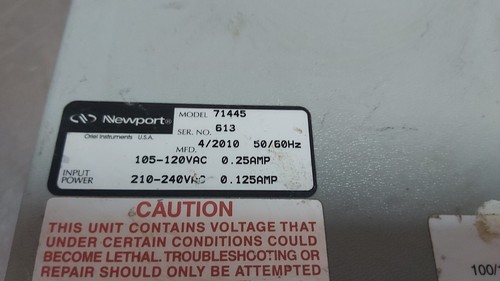 Newport®
Oriel Instruments U.S.A.
MODEL 71445
SER. NO. 613
MFD. 4/2010 50/60Hz
INPUT POWER
105-120VAC 0.25AMP
210-240VAC 0.125AMP
CAUTION
THIS UNIT CONTAINS VOLTAGE THAT
UNDER CERTAIN CONDITIONS COULD
BECOME LETHAL. TROUBLESHOOTING OR
REPAIR SHOULD ONLY BE ATTEMPTED